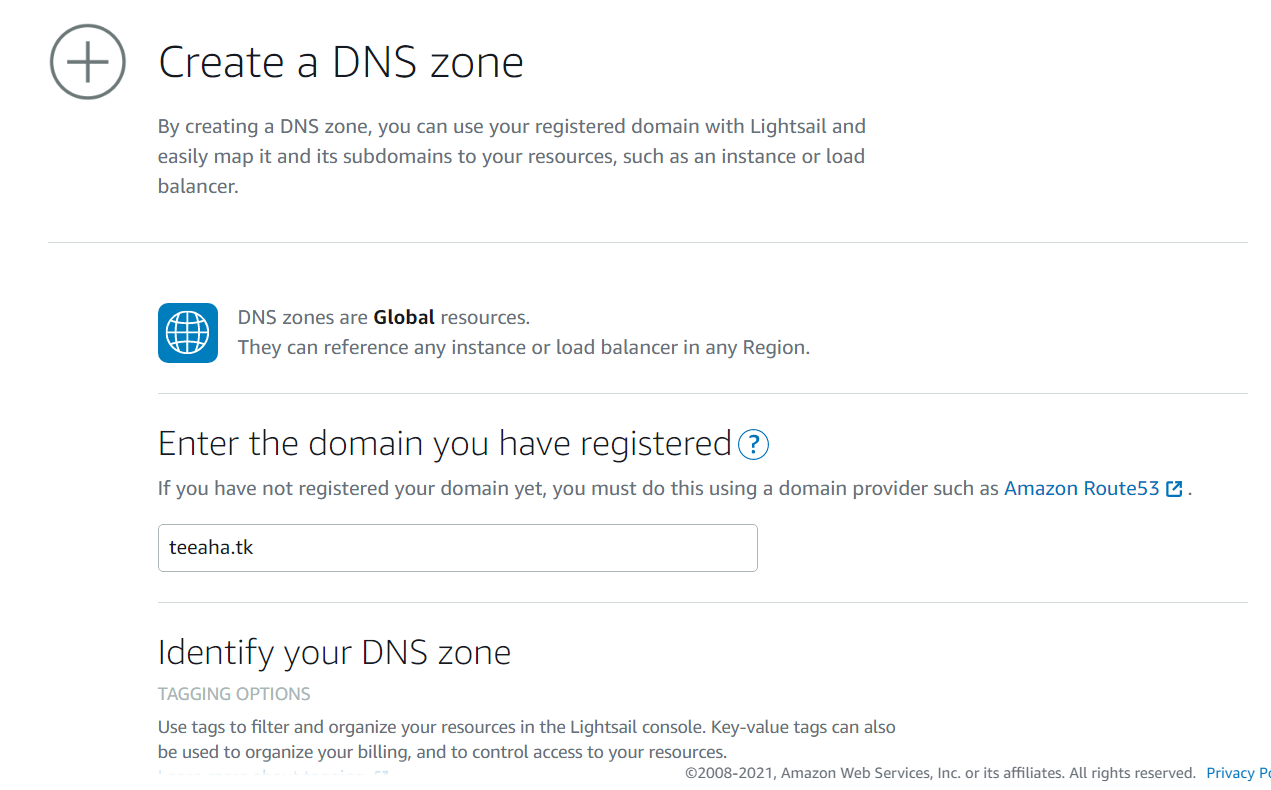 Create a DNS zone
By creating a DNS zone, you can use your registered domain with Lightsail and
easily map it and its subdomains to your resources, such as an instance or load
balancer.
DNS zones are Global resources.
They can reference any instance or load balancer in any Region.
Enter the domain you have registered ?
If you have not registered your domain yet, you must do this using a domain provider such as Amazon Route53 .
teeaha.tk
Identify your DNS zone
TAGGING OPTIONS
Use tags to filter and organize your resources in the Lightsail console. Key-value tags can also
be used to organize your billing, and to control access to your resources.
©2008-2021, Amazon Web Services, Inc. or its affiliates. All rights reserved. Privacy